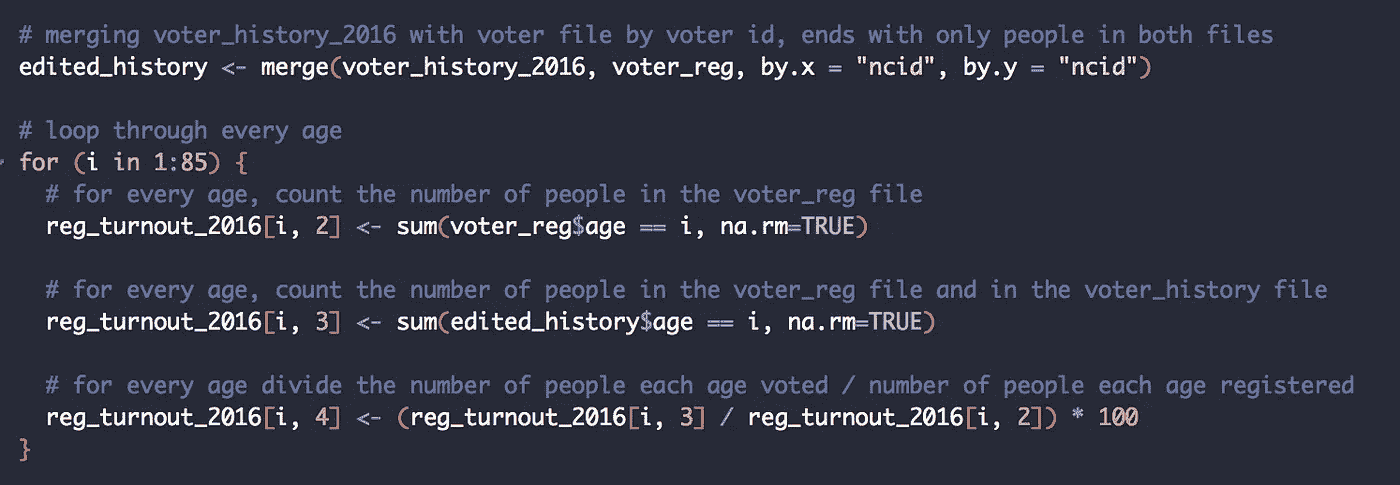 # merging voter_history_2016 with voter file by voter id, ends with only people in both files
edited_history <- merge(voter_history_2016, voter_reg, by.x = "ncid", by.y = "ncid")
# loop through every age
for (i in 1:85) {
# for every age, count the number of people in the voter_reg file
reg_turnout_2016[i, 2] <- sum(voter_reg$age == i, na.rm=TRUE)
# for every age, count the number of people in the voter_reg file and in the voter_history file
reg_turnout_2016[i, 3] <- sum(edited_history$age == i, na.rm=TRUE)
# for every age divide the number of people each age voted / number of people each age registered
reg_turnout_2016[i, 4] <- (reg_turnout_2016[i, 3] / reg_turnout_2016[i, 2]) * 100
}